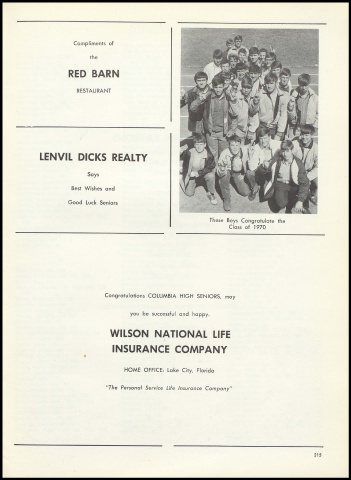 Compliments of
the
RED BARN
RESTAURANT
LENVIL DICKS REALTY
Says
Best Wishes and
Good Luck Seniors
These Boys Congratulate the
Class of 1970
Congratulations COLUMBIA HIGH SENIORS, may
you be successful and happy.
WILSON NATIONAL LIFE
INSURANCE COMPANY
HOME OFFICE: Lake City, Florida
"The Personal Service Life Insurance Company"
215